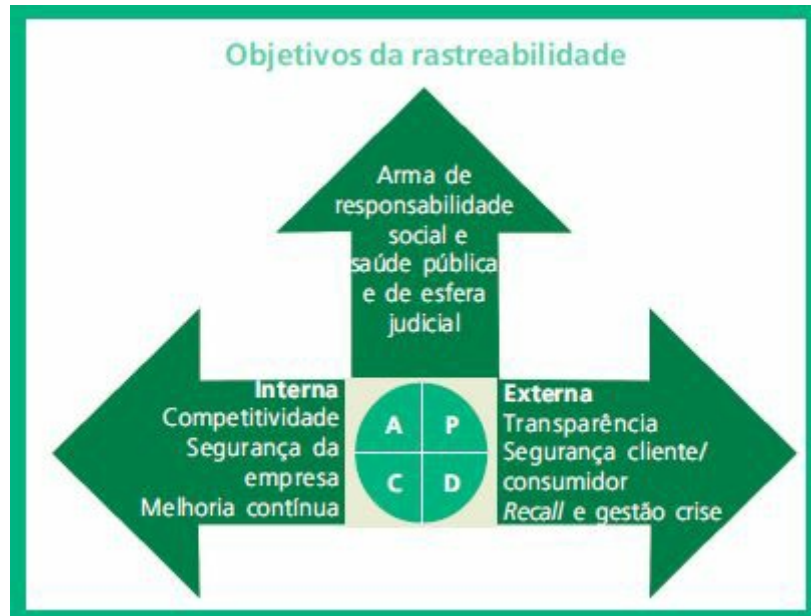 Objetivos da rastreabilidade
Arma de
responsabilidade
social e
saúde pública
e de esfera
judicial
Interna
Competitividade
Segurança da
empresa
Melhoria contínua
A P
C D
Externa
Transparência
Segurança cliente/
consumidor
Recall e gestão crise